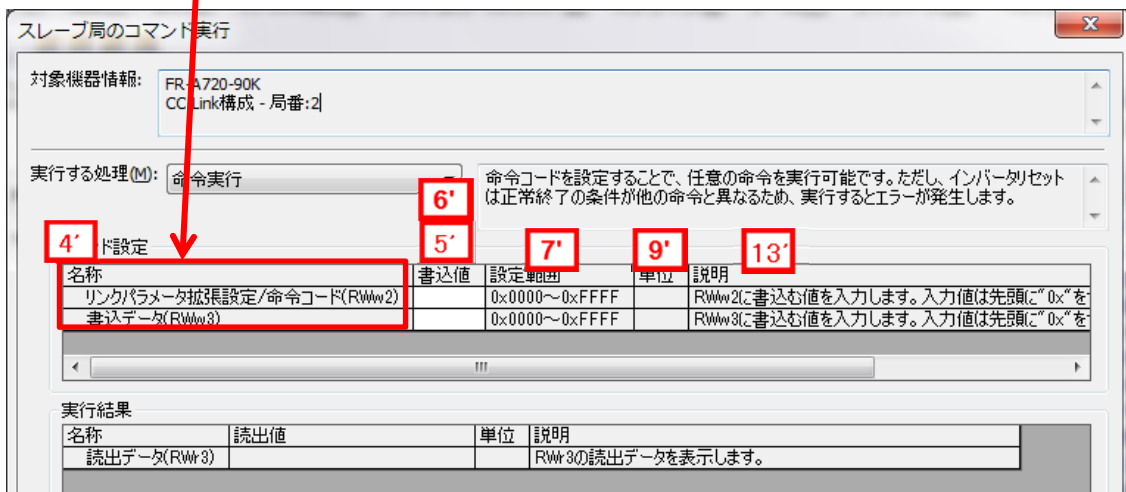 スレーブ局のコマンド実行
対象機器情報: FR-A720-90K
CC-Link構成 - 局番:2
実行する処理(M): 命令実行
命令コードを設定することで、任意の命令を実行可能です。ただし、インバータリセット
は正常終了の条件が他の命令と異なるため、実行するとエラーが発生します。
6'
4' ド設定 5' 7' 9' 13'
名称 書込値 設定範囲 単位 説明
リンクパラメータ拡張設定/命令コード(RWw2) 0x0000～0xFFFF RWw2に書込む値を入力します。入力値は先頭に"0x"を
書込データ(RWw3) 0x0000～0xFFFF RWw3に書込む値を入力します。入力値は先頭に"0x"を
実行結果
名称 読出値 単位 説明
読出データ(RWr3) RWr3の読出データを表示します。